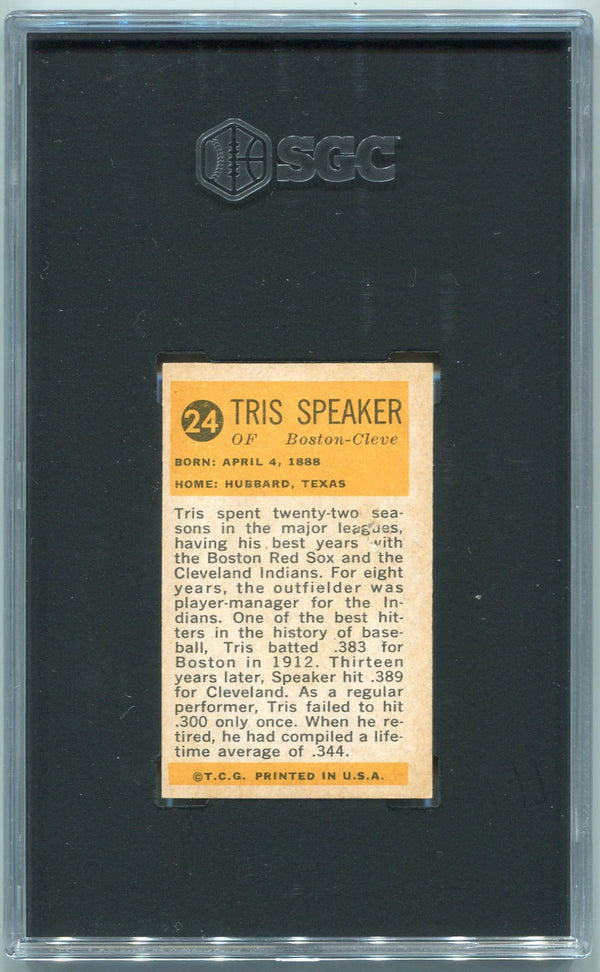 SGC
24 TRIS SPEAKER
OF Boston-Cleve
BORN: APRIL 4, 1888
HOME: HUBBARD, TEXAS
Tris spent twenty-two sea-
sons in the major leagues,
having his best years with
the Boston Red Sox and the
Cleveland Indians. For eight
years, the outfielder was
player-manager for the In-
dians. One of the best hit-
ters in the history of base-
ball, Tris batted .383 for
Boston in 1912. Thirteen
years later, Speaker hit .389
for Cleveland. As a regular
performer, Tris failed to hit
.300 only once. When he re-
tired, he had compiled a life-
time average of .344.
©T.C.G. PRINTED IN U.S.A.